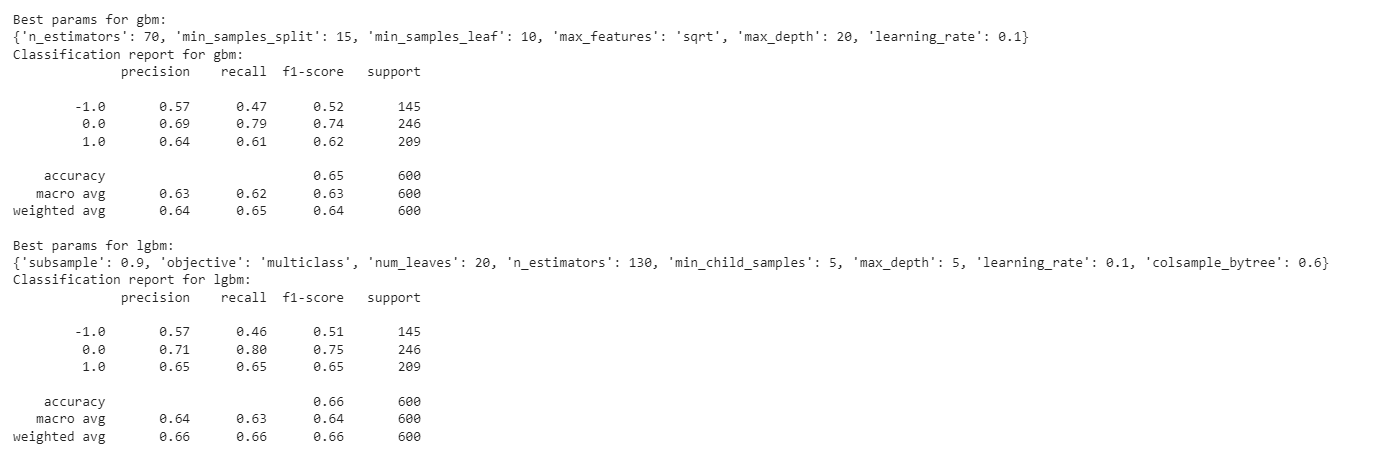 Best params for gbm:
{'n_estimators': 70, 'min_samples_split': 15, 'min_samples_leaf': 10, 'max_features': 'sqrt', 'max_depth': 20, 'learning_rate': 0.1}
Classification report for gbm:
precision recall f1-score support
-1.0 0.57 0.47 0.52 145
0.0 0.69 0.79 0.74 246
1.0 0.64 0.61 0.62 209
accuracy 0.65 600
macro avg 0.63 0.62 0.63 600
weighted avg 0.64 0.65 0.64 600
Best params for lgbm:
{'subsample': 0.9, 'objective': 'multiclass', 'num_leaves': 20, 'n_estimators': 130, 'min_child_samples': 5, 'max_depth': 5, 'learning_rate': 0.1, 'colsample_bytree': 0.6}
Classification report for lgbm:
precision recall f1-score support
-1.0 0.57 0.46 0.51 145
0.0 0.71 0.80 0.75 246
1.0 0.65 0.65 0.65 209
accuracy 0.66 600
macro avg 0.64 0.63 0.64 600
weighted avg 0.66 0.66 0.66 600